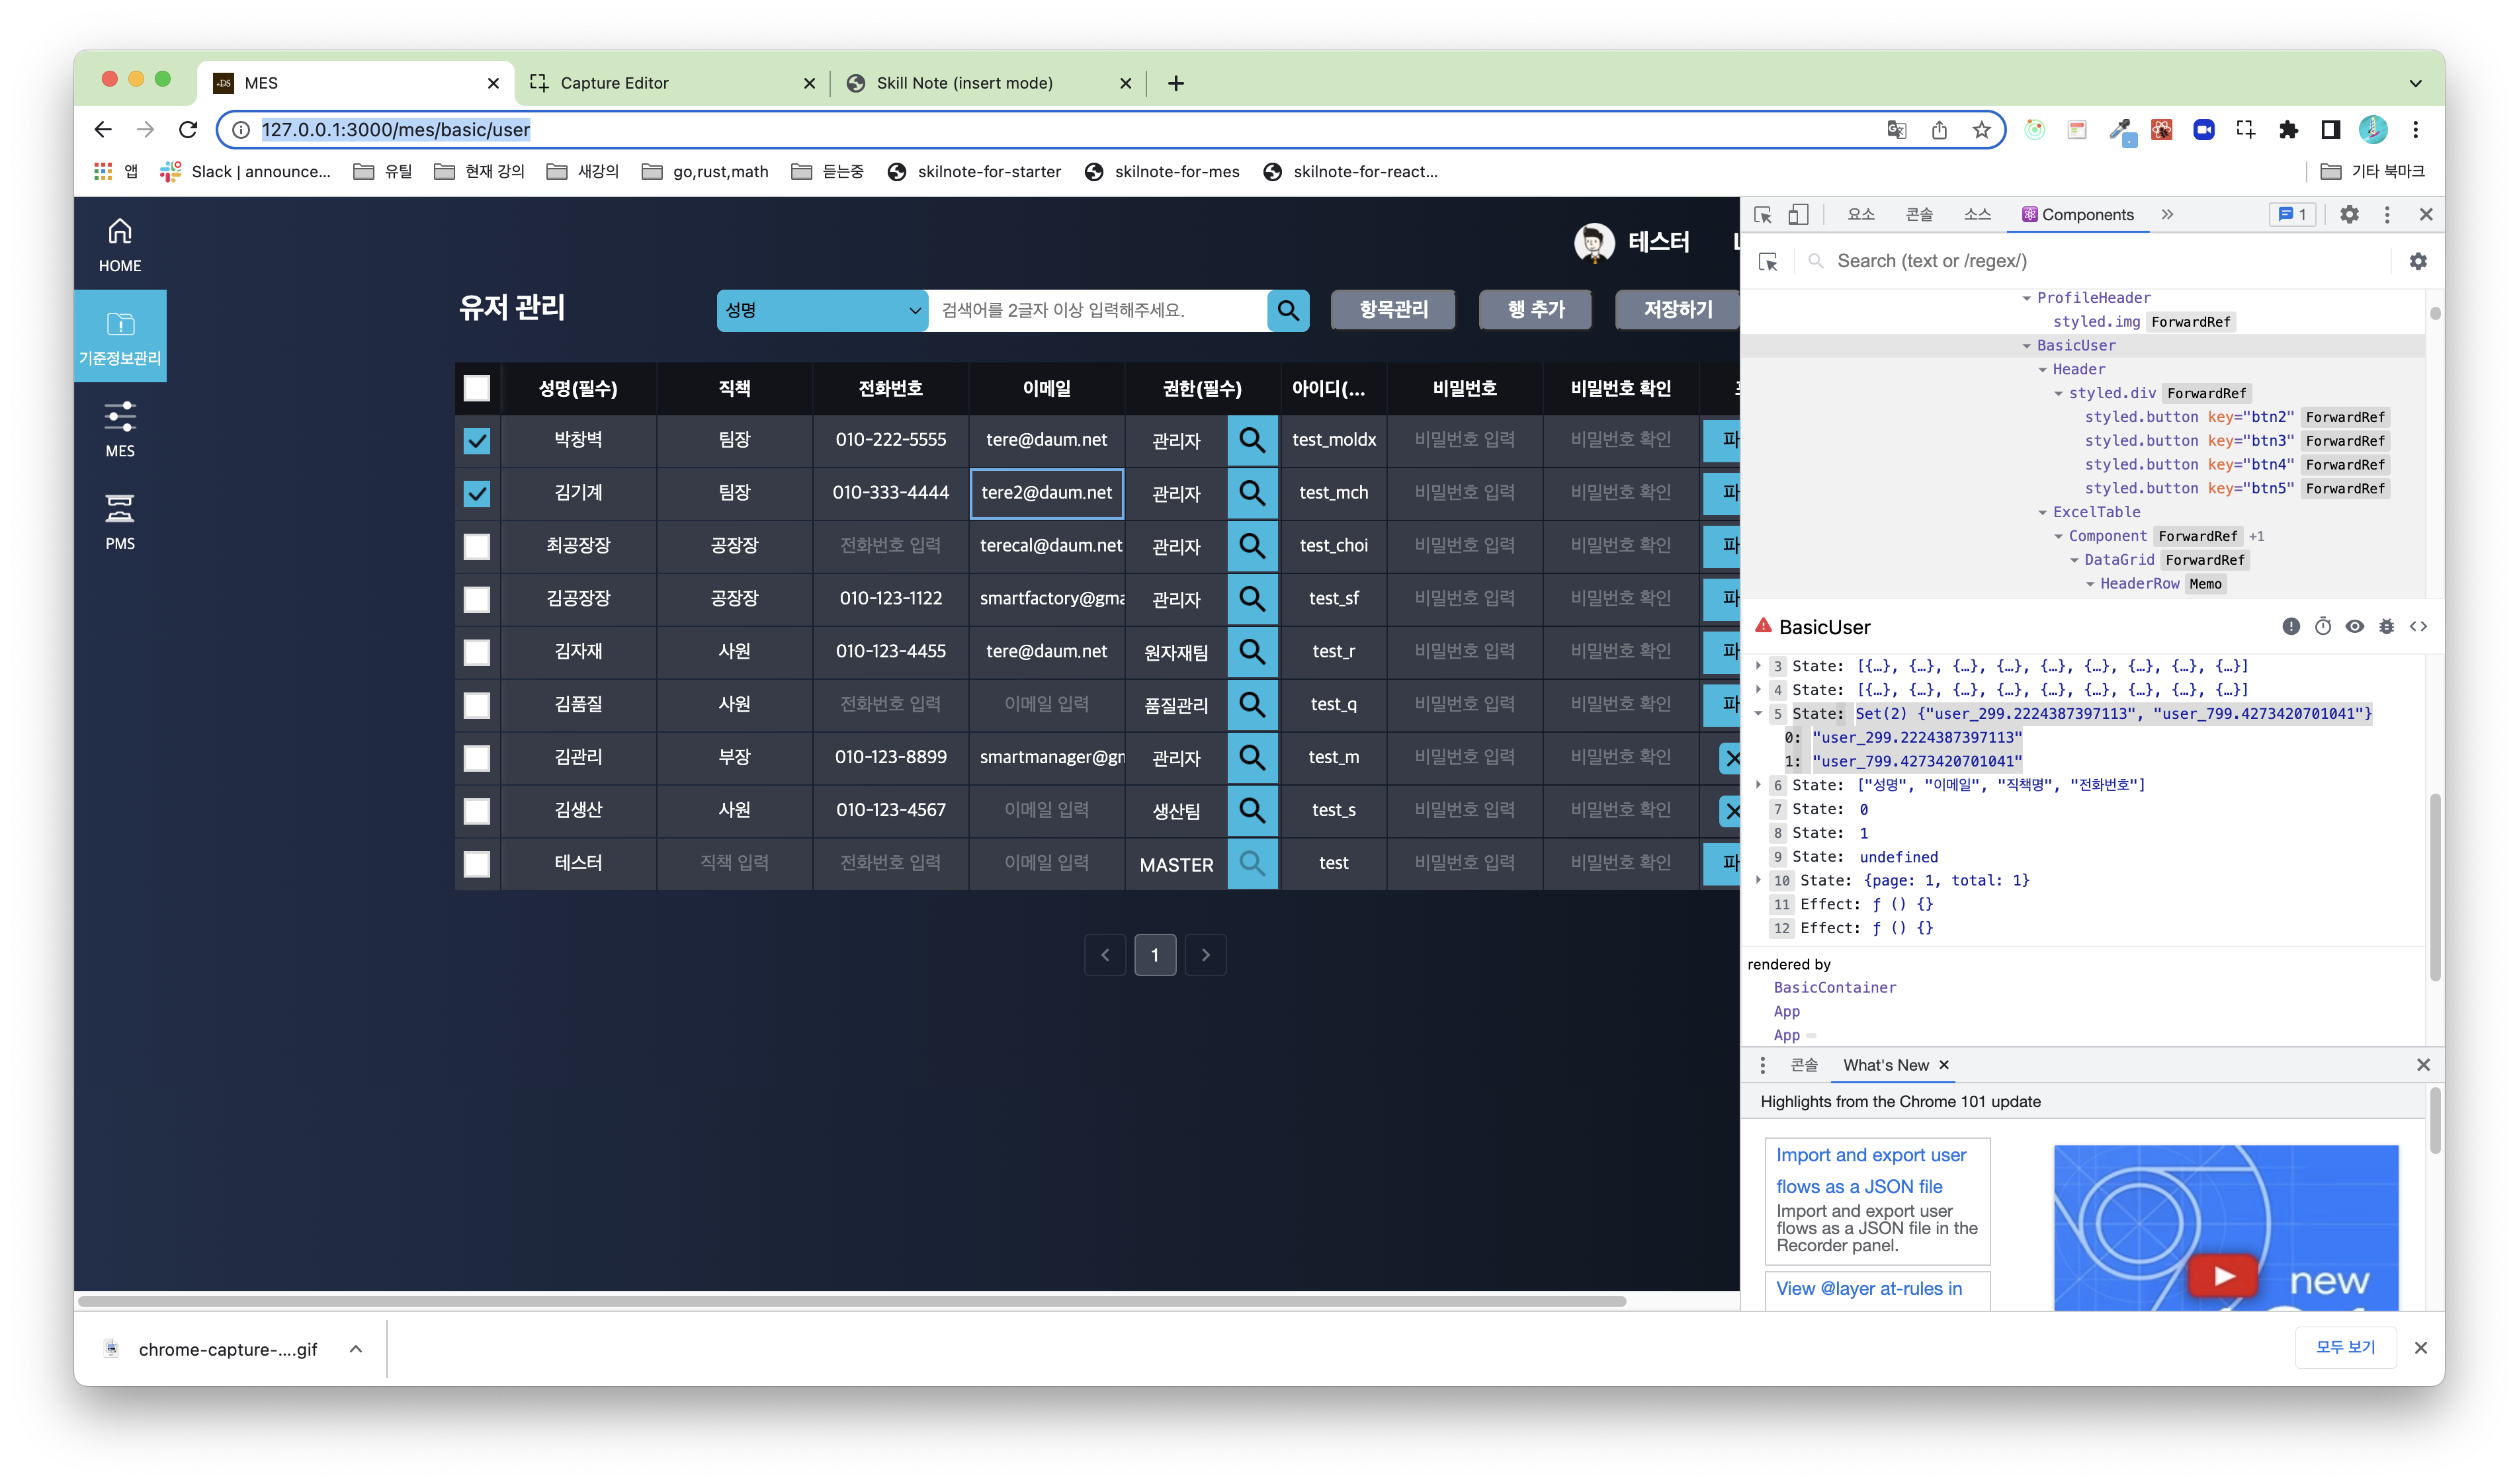 MES
Capture Editor
Skill Note (insert mode)
127.0.0.1:3000/mes/basic/user
앱
Slack | announce...
유틸
현재 강의
새강의
go,rust,math
듣는중
skilnote-for-starter
skilnote-for-mes
skilnote-for-react...
기타 북마크
HOME
기준정보관리
MES
PMS
테스터
유저 관리
성명
검색어를 2글자 이상 입력해주세요.
항목관리
행 추가
저장하기
성명(필수) 직책 전화번호 이메일 권한(필수) 아이디(... 비밀번호 비밀번호 확인
박창벽 팀장 010-222-5555 tere@daum.net 관리자 test_moldx 비밀번호 입력 비밀번호 확인 파
김기계 팀장 010-333-4444 tere2@daum.net 관리자 test_mch 비밀번호 입력 비밀번호 확인 파
최공장장 공장장 전화번호 입력 terecal@daum.net 관리자 test_choi 비밀번호 입력 비밀번호 확인 파
김공장장 공장장 010-123-1122 smartfactory@gma 관리자 test_sf 비밀번호 입력 비밀번호 확인 파
김자재 사원 010-123-4455 tere@daum.net 원자재팀 test_r 비밀번호 입력 비밀번호 확인 파
김품질 사원 전화번호 입력 이메일 입력 품질관리 test_q 비밀번호 입력 비밀번호 확인 파
김관리 부장 010-123-8899 smartmanager@gm 관리자 test_m 비밀번호 입력 비밀번호 확인
김생산 사원 010-123-4567 이메일 입력 생산팀 test_s 비밀번호 입력 비밀번호 확인
테스터 직책 입력 전화번호 입력 이메일 입력 MASTER test 비밀번호 입력 비밀번호 확인 파
1
요소 콘솔 소스 Components 1
Search (text or /regex/)
ProfileHeader
styled.img ForwardRef
BasicUser
Header
styled.div ForwardRef
styled.button key="btn2" ForwardRef
styled.button key="btn3" ForwardRef
styled.button key="btn4" ForwardRef
styled.button key="btn5" ForwardRef
ExcelTable
Component ForwardRef +1
DataGrid ForwardRef
HeaderRow Memo
BasicUser
3 State: [{…}, {…}, {…}, {…}, {…}, {…}, {…}, {…}, {…}]
4 State: [{…}, {…}, {…}, {…}, {…}, {…}, {…}, {…}, {…}]
5 State: Set(2) {"user_299.2224387397113", "user_799.4273420701041"}
0: "user_299.2224387397113"
1: "user_799.4273420701041"
6 State: ["성명", "이메일", "직책명", "전화번호"]
7 State: 0
8 State: 1
9 State: undefined
10 State: {page: 1, total: 1}
11 Effect: ƒ () {}
12 Effect: ƒ () {}
rendered by
BasicContainer
App
App
콘솔 What's New
Highlights from the Chrome 101 update
Import and export user
flows as a JSON file
Import and export user
flows as a JSON file in the
Recorder panel.
View @layer at-rules in
new
chrome-capture-....gif
모두 보기